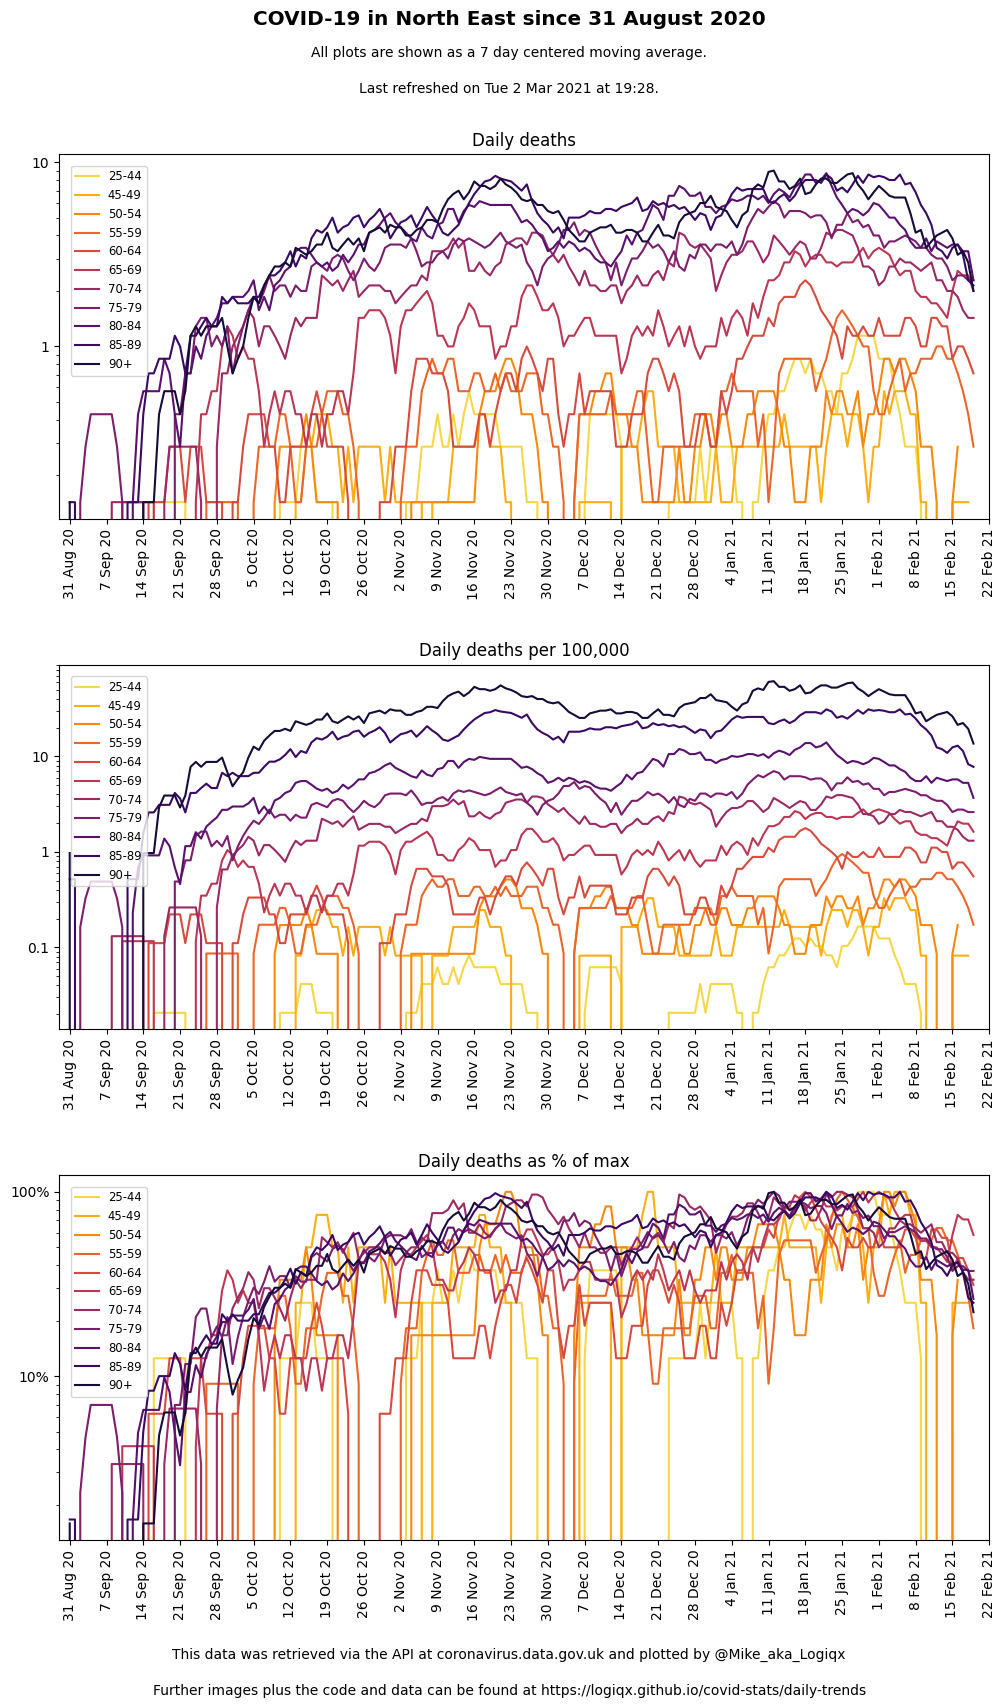 COVID-19 in North East since 31 August 2020
All plots are shown as a 7 day centered moving average.
Last refreshed on Tue 2 Mar 2021 at 19:28.
Daily deaths
10
1
25-44
45-49
50-54
55-59
60-64
65-69
70-74
75-79
80-84
85-89
90+
31 Aug 20
7 Sep 20
14 Sep 20
21 Sep 20
28 Sep 20
5 Oct 20
12 Oct 20
19 Oct 20
26 Oct 20
2 Nov 20
9 Nov 20
16 Nov 20
23 Nov 20
30 Nov 20
7 Dec 20
14 Dec 20
21 Dec 20
28 Dec 20
4 Jan 21
11 Jan 21
18 Jan 21
25 Jan 21
1 Feb 21
8 Feb 21
15 Feb 21
22 Feb 21
Daily deaths per 100,000
10
1
0.1
25-44
45-49
50-54
55-59
60-64
65-69
70-74
75-79
80-84
85-89
90+
31 Aug 20
7 Sep 20
14 Sep 20
21 Sep 20
28 Sep 20
5 Oct 20
12 Oct 20
19 Oct 20
26 Oct 20
2 Nov 20
9 Nov 20
16 Nov 20
23 Nov 20
30 Nov 20
7 Dec 20
14 Dec 20
21 Dec 20
28 Dec 20
4 Jan 21
11 Jan 21
18 Jan 21
25 Jan 21
1 Feb 21
8 Feb 21
15 Feb 21
22 Feb 21
Daily deaths as % of max
100%
10%
25-44
45-49
50-54
55-59
60-64
65-69
70-74
75-79
80-84
85-89
90+
31 Aug 20
7 Sep 20
14 Sep 20
21 Sep 20
28 Sep 20
5 Oct 20
12 Oct 20
19 Oct 20
26 Oct 20
2 Nov 20
9 Nov 20
16 Nov 20
23 Nov 20
30 Nov 20
7 Dec 20
14 Dec 20
21 Dec 20
28 Dec 20
4 Jan 21
11 Jan 21
18 Jan 21
25 Jan 21
1 Feb 21
8 Feb 21
15 Feb 21
22 Feb 21
This data was retrieved via the API at coronavirus.data.gov.uk and plotted by @Mike_aka_Logiqx
Further images plus the code and data can be found at https://logiqx.github.io/covid-stats/daily-trends